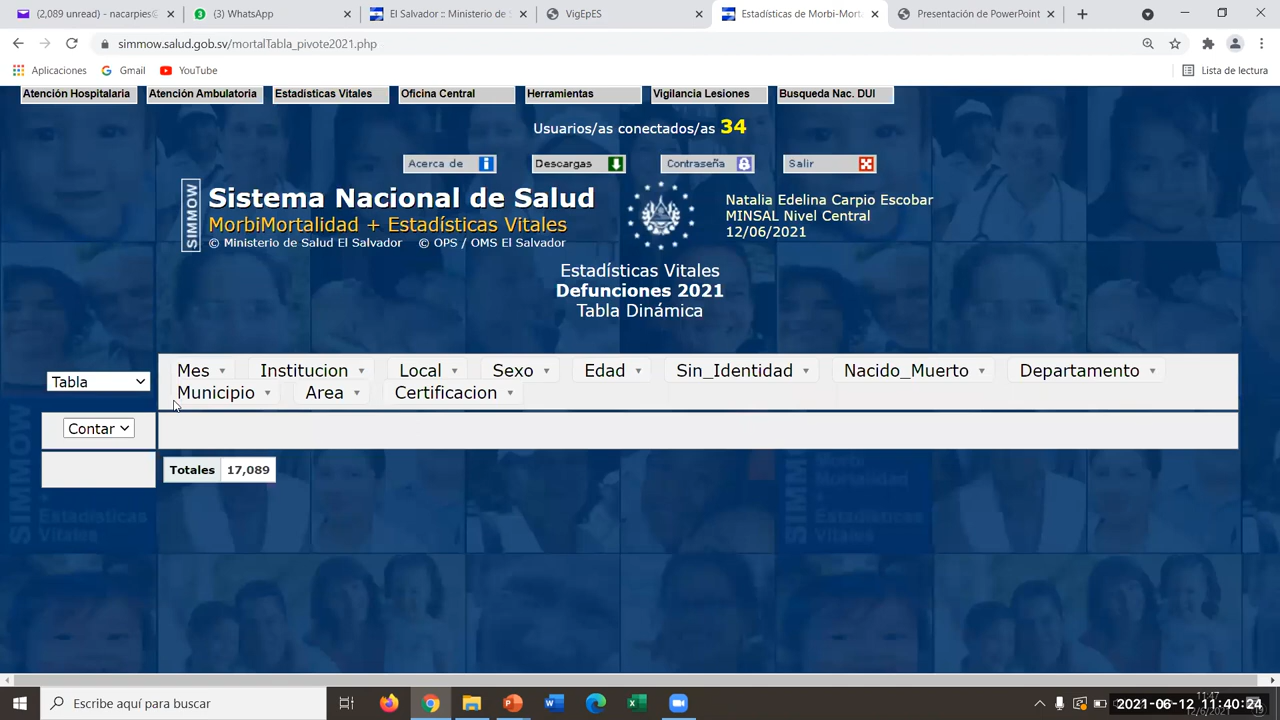 (2,089 unread) - nacarpies@
(3) WhatsApp
El Salvador :: Ministerio de S
VigEpES
Estadísticas de Morbi-Morta
Presentación de PowerPoint
simmow.salud.gob.sv/mortalTabla_pivote2021.php
Aplicaciones
Gmail
YouTube
Lista de lectura
Atención Hospitalaria
Atención Ambulatoria
Estadísticas Vitales
Oficina Central
Herramientas
Vigilancia Lesiones
Busqueda Nac. DUI
Usuarios/as conectados/as 34
Acerca de
Descargas
Contraseña
Salir
SIMMOW
Sistema Nacional de Salud
MorbiMortalidad + Estadísticas Vitales
© Ministerio de Salud El Salvador © OPS / OMS El Salvador
Natalia Edelina Carpio Escobar
MINSAL Nivel Central
12/06/2021
Estadísticas Vitales
Defunciones 2021
Tabla Dinámica
Tabla
Mes
Institucion
Local
Sexo
Edad
Sin_Identidad
Nacido_Muerto
Departamento
Municipio
Area
Certificacion
Contar
Totales 17,089
Escribe aquí para buscar
2021-06-12 11:40:24